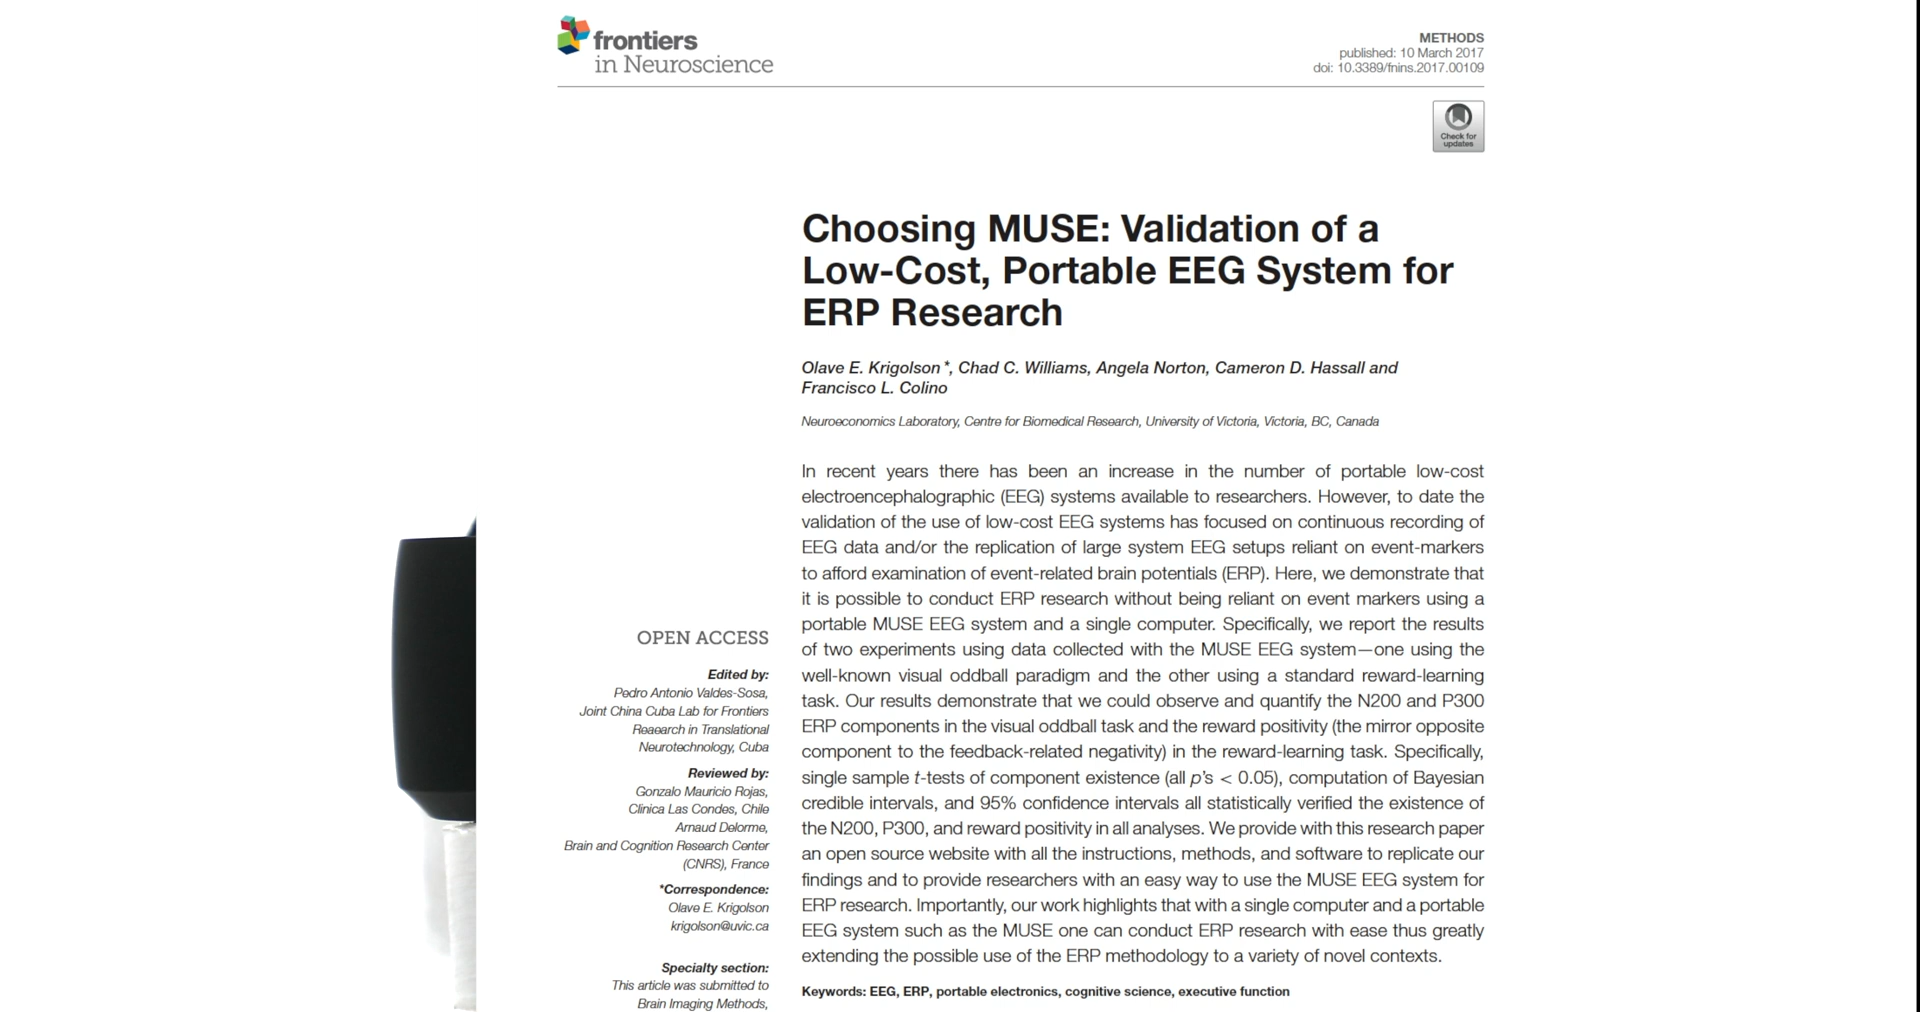 frontiers
in Neuroscience
METHODS
published: 10 March 2017
doi: 10.3389/fnins.2017.00109
Check for
updates
Choosing MUSE: Validation of a
Low-Cost, Portable EEG System for
ERP Research
Olave E. Krigolson*, Chad C. Williams, Angela Norton, Cameron D. Hassall and
Francisco L. Colino
Neuroeconomics Laboratory, Centre for Biomedical Research, University of Victoria, Victoria, BC, Canada
In recent years there has been an increase in the number of portable low-cost
electroencephalographic (EEG) systems available to researchers. However, to date the
validation of the use of low-cost EEG systems has focused on continuous recording of
EEG data and/or the replication of large system EEG setups reliant on event-markers
to afford examination of event-related brain potentials (ERP). Here, we demonstrate that
it is possible to conduct ERP research without being reliant on event markers using a
portable MUSE EEG system and a single computer. Specifically, we report the results
of two experiments using data collected with the MUSE EEG system—one using the
well-known visual oddball paradigm and the other using a standard reward-learning
task. Our results demonstrate that we could observe and quantify the N200 and P300
ERP components in the visual oddball task and the reward positivity (the mirror opposite
component to the feedback-related negativity) in the reward-learning task. Specifically,
single sample t-tests of component existence (all p's < 0.05), computation of Bayesian
credible intervals, and 95% confidence intervals all statistically verified the existence of
the N200, P300, and reward positivity in all analyses. We provide with this research paper
an open source website with all the instructions, methods, and software to replicate our
findings and to provide researchers with an easy way to use the MUSE EEG system for
ERP research. Importantly, our work highlights that with a single computer and a portable
EEG system such as the MUSE one can conduct ERP research with ease thus greatly
extending the possible use of the ERP methodology to a variety of novel contexts.
Keywords: EEG, ERP, portable electronics, cognitive science, executive function
OPEN ACCESS
Edited by:
Pedro Antonio Valdes-Sosa,
Joint China Cuba Lab for Frontiers
Reaearch in Translational
Neurotechnology, Cuba
Reviewed by:
Gonzalo Mauricio Rojas,
Clinica Las Condes, Chile
Arnaud Delorme,
Brain and Cognition Research Center
(CNRS), France
*Correspondence:
Olave E. Krigolson
krigolson@uvic.ca
Specialty section:
This article was submitted to
Brain Imaging Methods,